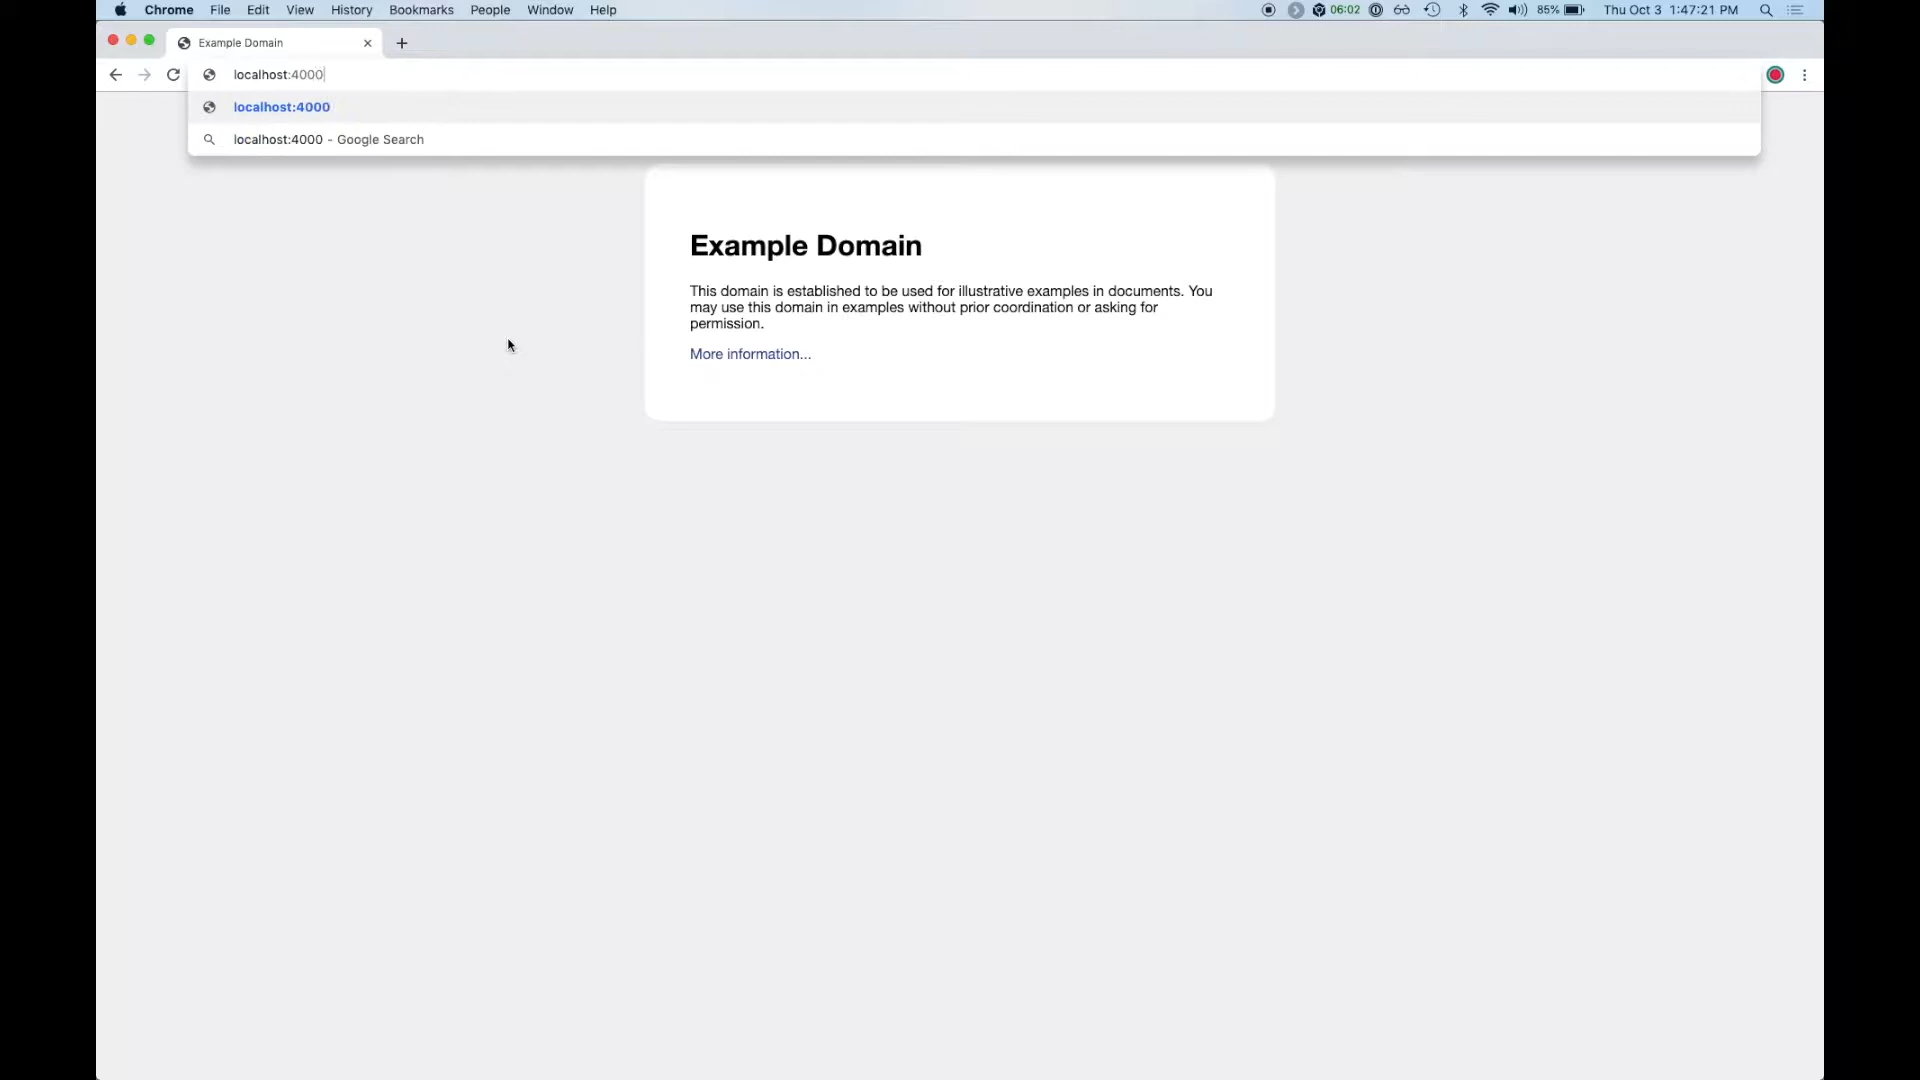 Chrome File Edit View History Bookmarks People Window Help 06:02 85% Thu Oct 3 1:47:21 PM
Example Domain
localhost:4000
localhost:4000
localhost:4000 - Google Search
Example Domain
This domain is established to be used for illustrative examples in documents. You
may use this domain in examples without prior coordination or asking for
permission.
More information...